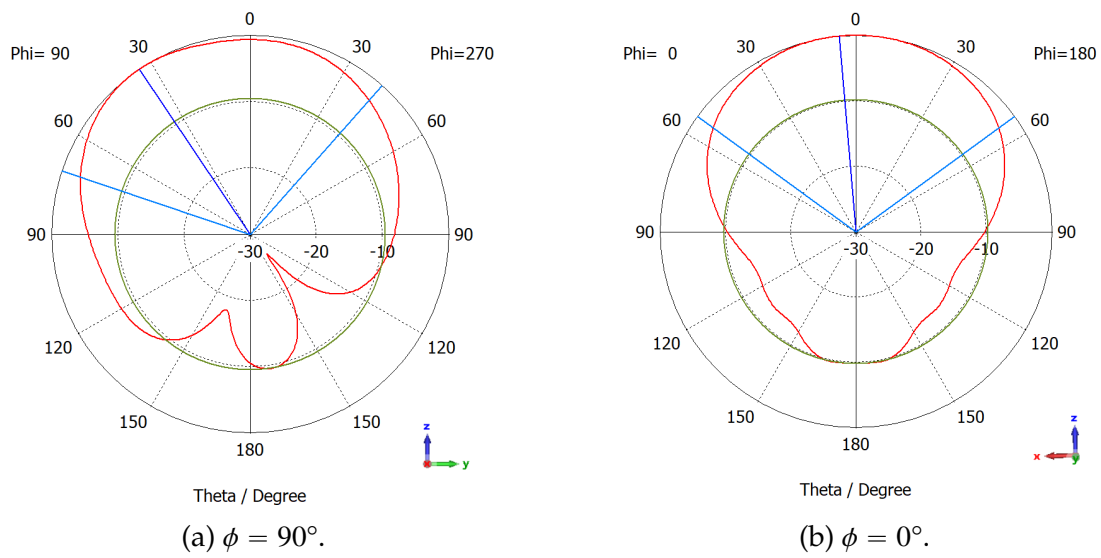 0
30
30
Phi= 90
Phi=270
60
60
90
90
-30
-20
-10
120
120
150
150
180
z
x
y
Theta / Degree
(a) ϕ = 90°.
0
30
30
Phi= 0
Phi=180
60
60
90
90
-30
-20
-10
120
120
150
150
180
z
x
y
Theta / Degree
(b) ϕ = 0°.